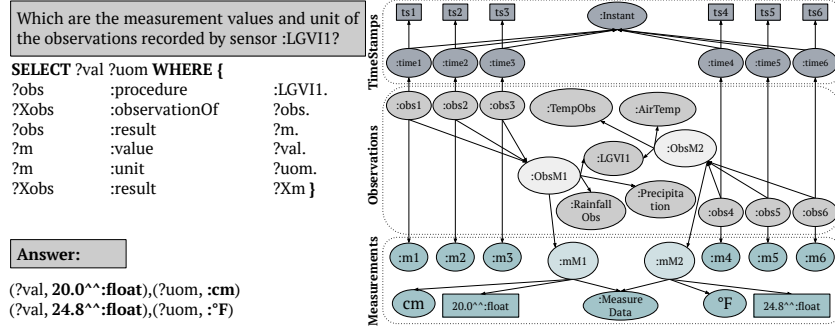 Which are the measurement values and unit of
the observations recorded by sensor :LGVI1?
SELECT ?val ?uom WHERE {
?obs :procedure :LGVI1.
?Xobs :observationOf ?obs.
?obs :result ?m.
?m :value ?val.
?m :unit ?uom.
?Xobs :result ?Xm }
Answer:
(?val, 20.0^^:float),(?uom, :cm)
(?val, 24.8^^:float),(?uom, :°F)
TimeStamps
ts1 ts2 ts3 :Instant ts4 ts5 ts6
:time1 :time2 :time3 :time4 :time5 :time6
Observations
:obs1 :obs2 :obs3 :TempObs :AirTemp
:ObsM1 :LGVI1 :ObsM2
:Rainfall
Obs
:Precipita
tion
:obs4 :obs5 :obs6
Measurements
:m1 :m2 :m3 :mM1 :mM2 :m4 :m5 :m6
cm 20.0^^:float :Measure
Data
°F 24.8^^:float